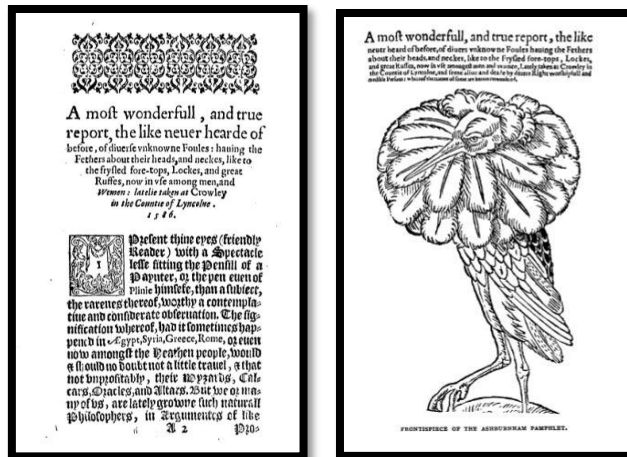 A moſt wonderfull, and true
report, the like neuer hearde of
before, of diuerſe vnknowne Foules: hauing the
Fethers about their heads, and neckes, like to
the fryſled fore-tops, Lockes, and great
Ruffes, now in vſe among men, and
Women: latelie taken at Crowley
in the Countie of Lyncolne.
1586.
I Preſent thine eyes (friendly
Reader) with a Spectacle
leſſe fitting the Penſill of a
Paynter, or the pen euen of
Plinie himſelfe, than a ſubiect,
the rarenes thereof, worthy a contempla-
tiue and conſiderate obſeruation. The ſig-
nification whereof, had it ſometimes hap-
pened in Ægypt, Syria, Greece, Rome, or euen
now amongſt the Heathen people, would
ſhould no doubt not a little trauel, & that
not vnprofitably, their Wyzards, Cal-
cars, Oracles, and Altars. But we or ma-
ny of vs, are lately growne ſuch naturall
Philoſophers, in Argumentes of like
A 2 Pro-
A moſt wonderfull, and true report, the like
neuer heard of before, of diuers vnknowne Foules hauing the Fethers
about their heads, and neckes, like to the Fryſled fore-tops, Lockes,
and great Ruffes, now in vſe amongſt men and women, Lately taken at Crowley in
the Countie of Lyncolne, and ſome aliue and dead
FRONTISPIECE OF THE ASHBURNHAM PAMPHLET.